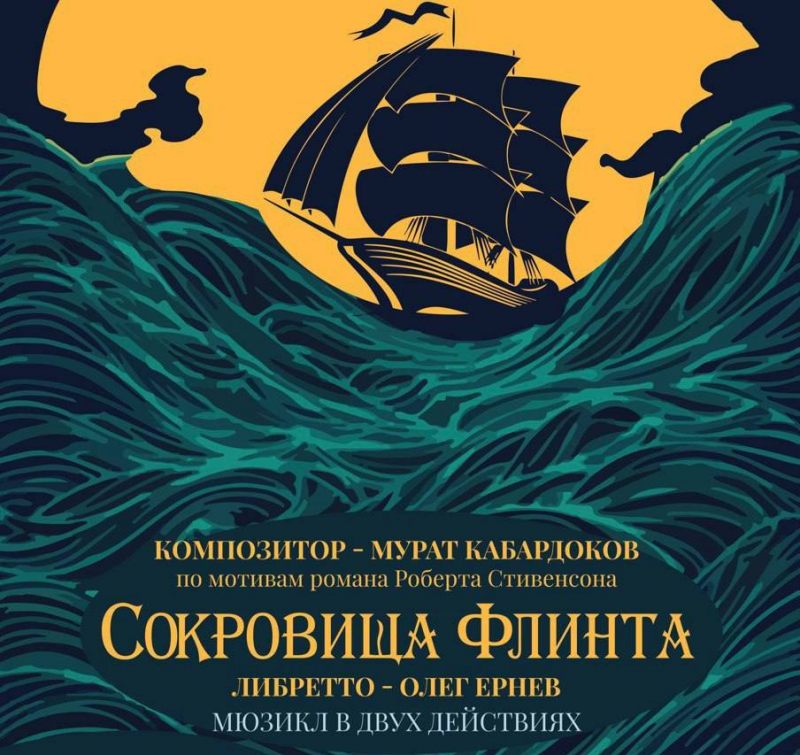 КОМПОЗИТОР - МУРАТ КАБАРДОКОВ
по мотивам романа Роберта Стивенсона
СОКРОВИЩА ФЛИНТА
ЛИБРЕТТО - ОЛЕГ ЕРНЕВ
МЮЗИКЛ В ДВУХ ДЕЙСТВИЯХ